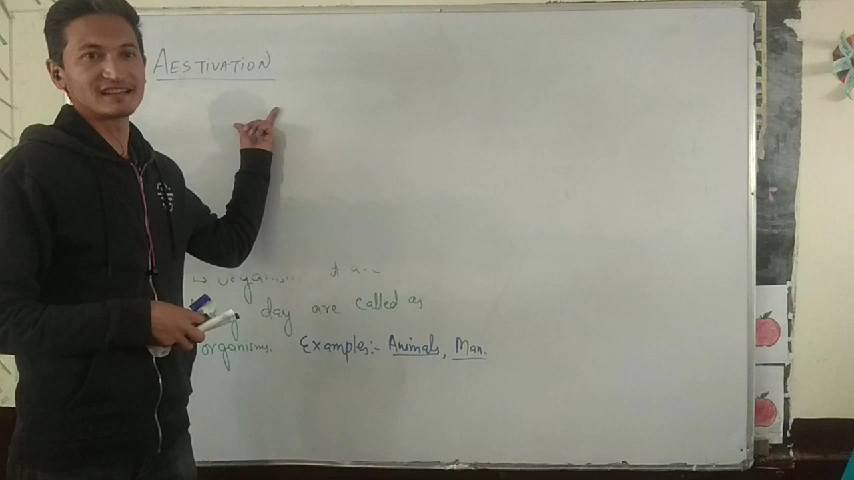 AESTIVATION
day are called as
organisms. Examples:- Animals, Man.